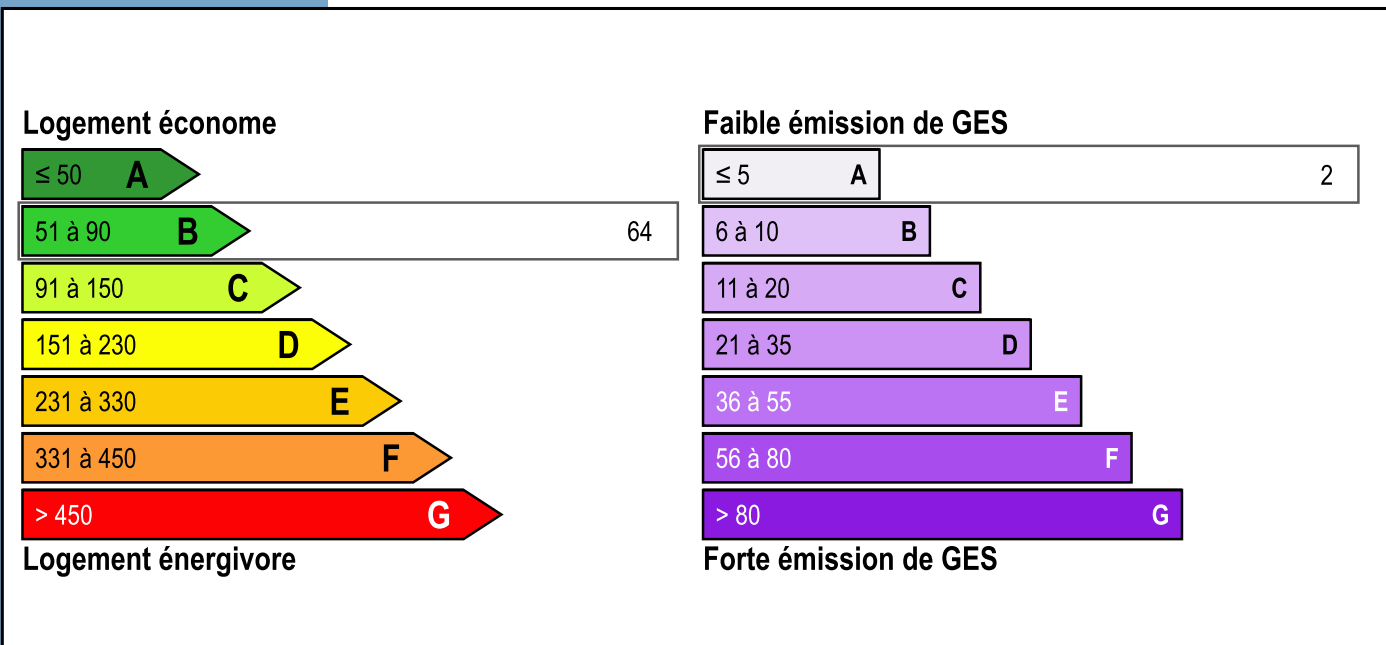 Logement économe
≤ 50 A
51 à 90 B 64
91 à 150 C
151 à 230 D
231 à 330 E
331 à 450 F
> 450 G
Logement énergivore
Faible émission de GES
≤ 5 A 2
6 à 10 B
11 à 20 C
21 à 35 D
36 à 55 E
56 à 80 F
> 80 G
Forte émission de GES